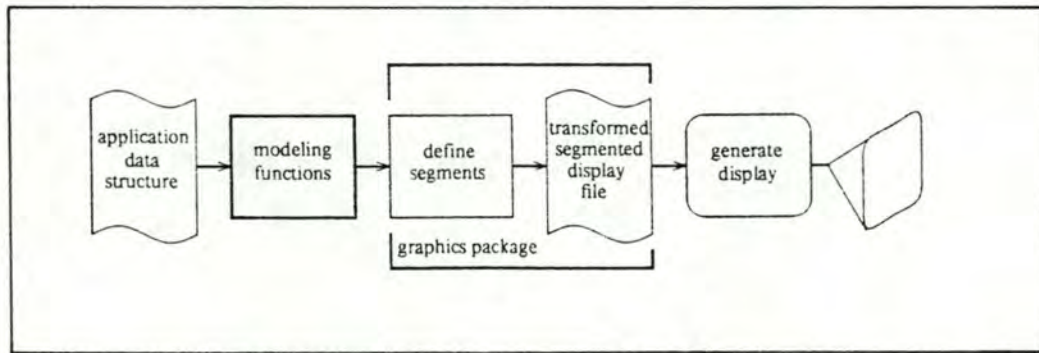 application
data
structure
modeling
functions
define
segments
transformed
segmented
display
file
generate
display
graphics package